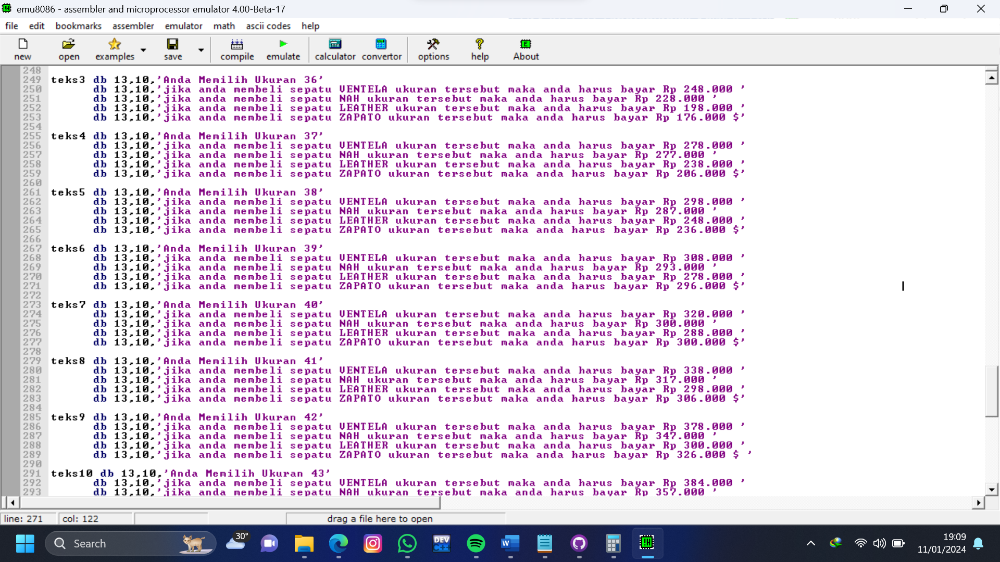 emu8086 - assembler and microprocessor emulator 4.00-Beta-17
file edit bookmarks assembler emulator math ascii codes help
new open examples save compile emulate calculator convertor options help About
248
249 teks3 db 13,10,'Anda Memilih Ukuran 36'
250 db 13,10,'jika anda membeli sepatu VENTELA ukuran tersebut maka anda harus bayar Rp 248.000 '
251 db 13,10,'jika anda membeli sepatu NAH ukuran tersebut maka anda harus bayar Rp 228.000 '
252 db 13,10,'jika anda membeli sepatu LEATHER ukuran tersebut maka anda harus bayar Rp 198.000 '
253 db 13,10,'jika anda membeli sepatu ZAPATO ukuran tersebut maka anda harus bayar Rp 176.000 $'
254
255 teks4 db 13,10,'Anda Memilih Ukuran 37'
256 db 13,10,'jika anda membeli sepatu VENTELA ukuran tersebut maka anda harus bayar Rp 278.000 '
257 db 13,10,'jika anda membeli sepatu NAH ukuran tersebut maka anda harus bayar Rp 277.000 '
258 db 13,10,'jika anda membeli sepatu LEATHER ukuran tersebut maka anda harus bayar Rp 238.000 '
259 db 13,10,'jika anda membeli sepatu ZAPATO ukuran tersebut maka anda harus bayar Rp 206.000 $'
260
261 teks5 db 13,10,'Anda Memilih Ukuran 38'
262 db 13,10,'jika anda membeli sepatu VENTELA ukuran tersebut maka anda harus bayar Rp 298.000 '
263 db 13,10,'jika anda membeli sepatu NAH ukuran tersebut maka anda harus bayar Rp 287.000 '
264 db 13,10,'jika anda membeli sepatu LEATHER ukuran tersebut maka anda harus bayar Rp 248.000 '
265 db 13,10,'jika anda membeli sepatu ZAPATO ukuran tersebut maka anda harus bayar Rp 236.000 $'
266
267 teks6 db 13,10,'Anda Memilih Ukuran 39'
268 db 13,10,'jika anda membeli sepatu VENTELA ukuran tersebut maka anda harus bayar Rp 308.000 '
269 db 13,10,'jika anda membeli sepatu NAH ukuran tersebut maka anda harus bayar Rp 293.000 '
270 db 13,10,'jika anda membeli sepatu LEATHER ukuran tersebut maka anda harus bayar Rp 278.000 '
271 db 13,10,'jika anda membeli sepatu ZAPATO ukuran tersebut maka anda harus bayar Rp 296.000 $'
272
273 teks7 db 13,10,'Anda Memilih Ukuran 40'
274 db 13,10,'jika anda membeli sepatu VENTELA ukuran tersebut maka anda harus bayar Rp 320.000 '
275 db 13,10,'jika anda membeli sepatu NAH ukuran tersebut maka anda harus bayar Rp 300.000 '
276 db 13,10,'jika anda membeli sepatu LEATHER ukuran tersebut maka anda harus bayar Rp 288.000 '
277 db 13,10,'jika anda membeli sepatu ZAPATO ukuran tersebut maka anda harus bayar Rp 300.000 $'
278
279 teks8 db 13,10,'Anda Memilih Ukuran 41'
280 db 13,10,'jika anda membeli sepatu VENTELA ukuran tersebut maka anda harus bayar Rp 338.000 '
281 db 13,10,'jika anda membeli sepatu NAH ukuran tersebut maka anda harus bayar Rp 317.000 '
282 db 13,10,'jika anda membeli sepatu LEATHER ukuran tersebut maka anda harus bayar Rp 298.000 '
283 db 13,10,'jika anda membeli sepatu ZAPATO ukuran tersebut maka anda harus bayar Rp 306.000 $'
284
285 teks9 db 13,10,'Anda Memilih Ukuran 42'
286 db 13,10,'jika anda membeli sepatu VENTELA ukuran tersebut maka anda harus bayar Rp 378.000 '
287 db 13,10,'jika anda membeli sepatu NAH ukuran tersebut maka anda harus bayar Rp 347.000 '
288 db 13,10,'jika anda membeli sepatu LEATHER ukuran tersebut maka anda harus bayar Rp 300.000 '
289 db 13,10,'jika anda membeli sepatu ZAPATO ukuran tersebut maka anda harus bayar Rp 326.000 $ '
290
291 teks10 db 13,10,'Anda Memilih Ukuran 43'
292 db 13,10,'jika anda membeli sepatu VENTELA ukuran tersebut maka anda harus bayar Rp 384.000 '
293 db 13,10,'jika anda membeli sepatu NAH ukuran tersebut maka anda harus bayar Rp 357.000 '
line: 271 col: 122 drag a file here to open
Search 30° DEV C++ W 19:09
11/01/2024